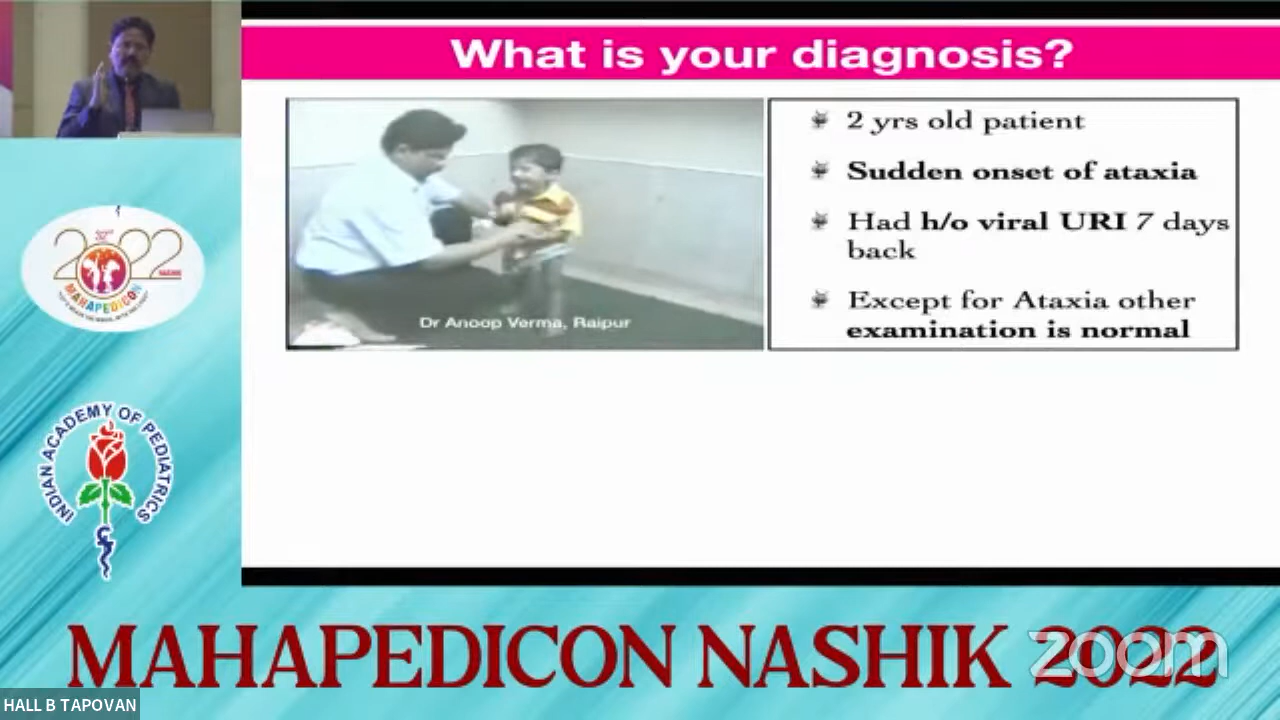 What is your diagnosis?
2 yrs old patient
Sudden onset of ataxia
Had h/o viral URI 7 days
back
Except for Ataxia other
examination is normal
Dr Anoop Verma, Raipur
2022
NASHIK
MAHAPEDICON
INDIAN ACADEMY OF PEDIATRICS
MAHAPEDICON NASHIK 2022
zoom
HALL B TAPOVAN